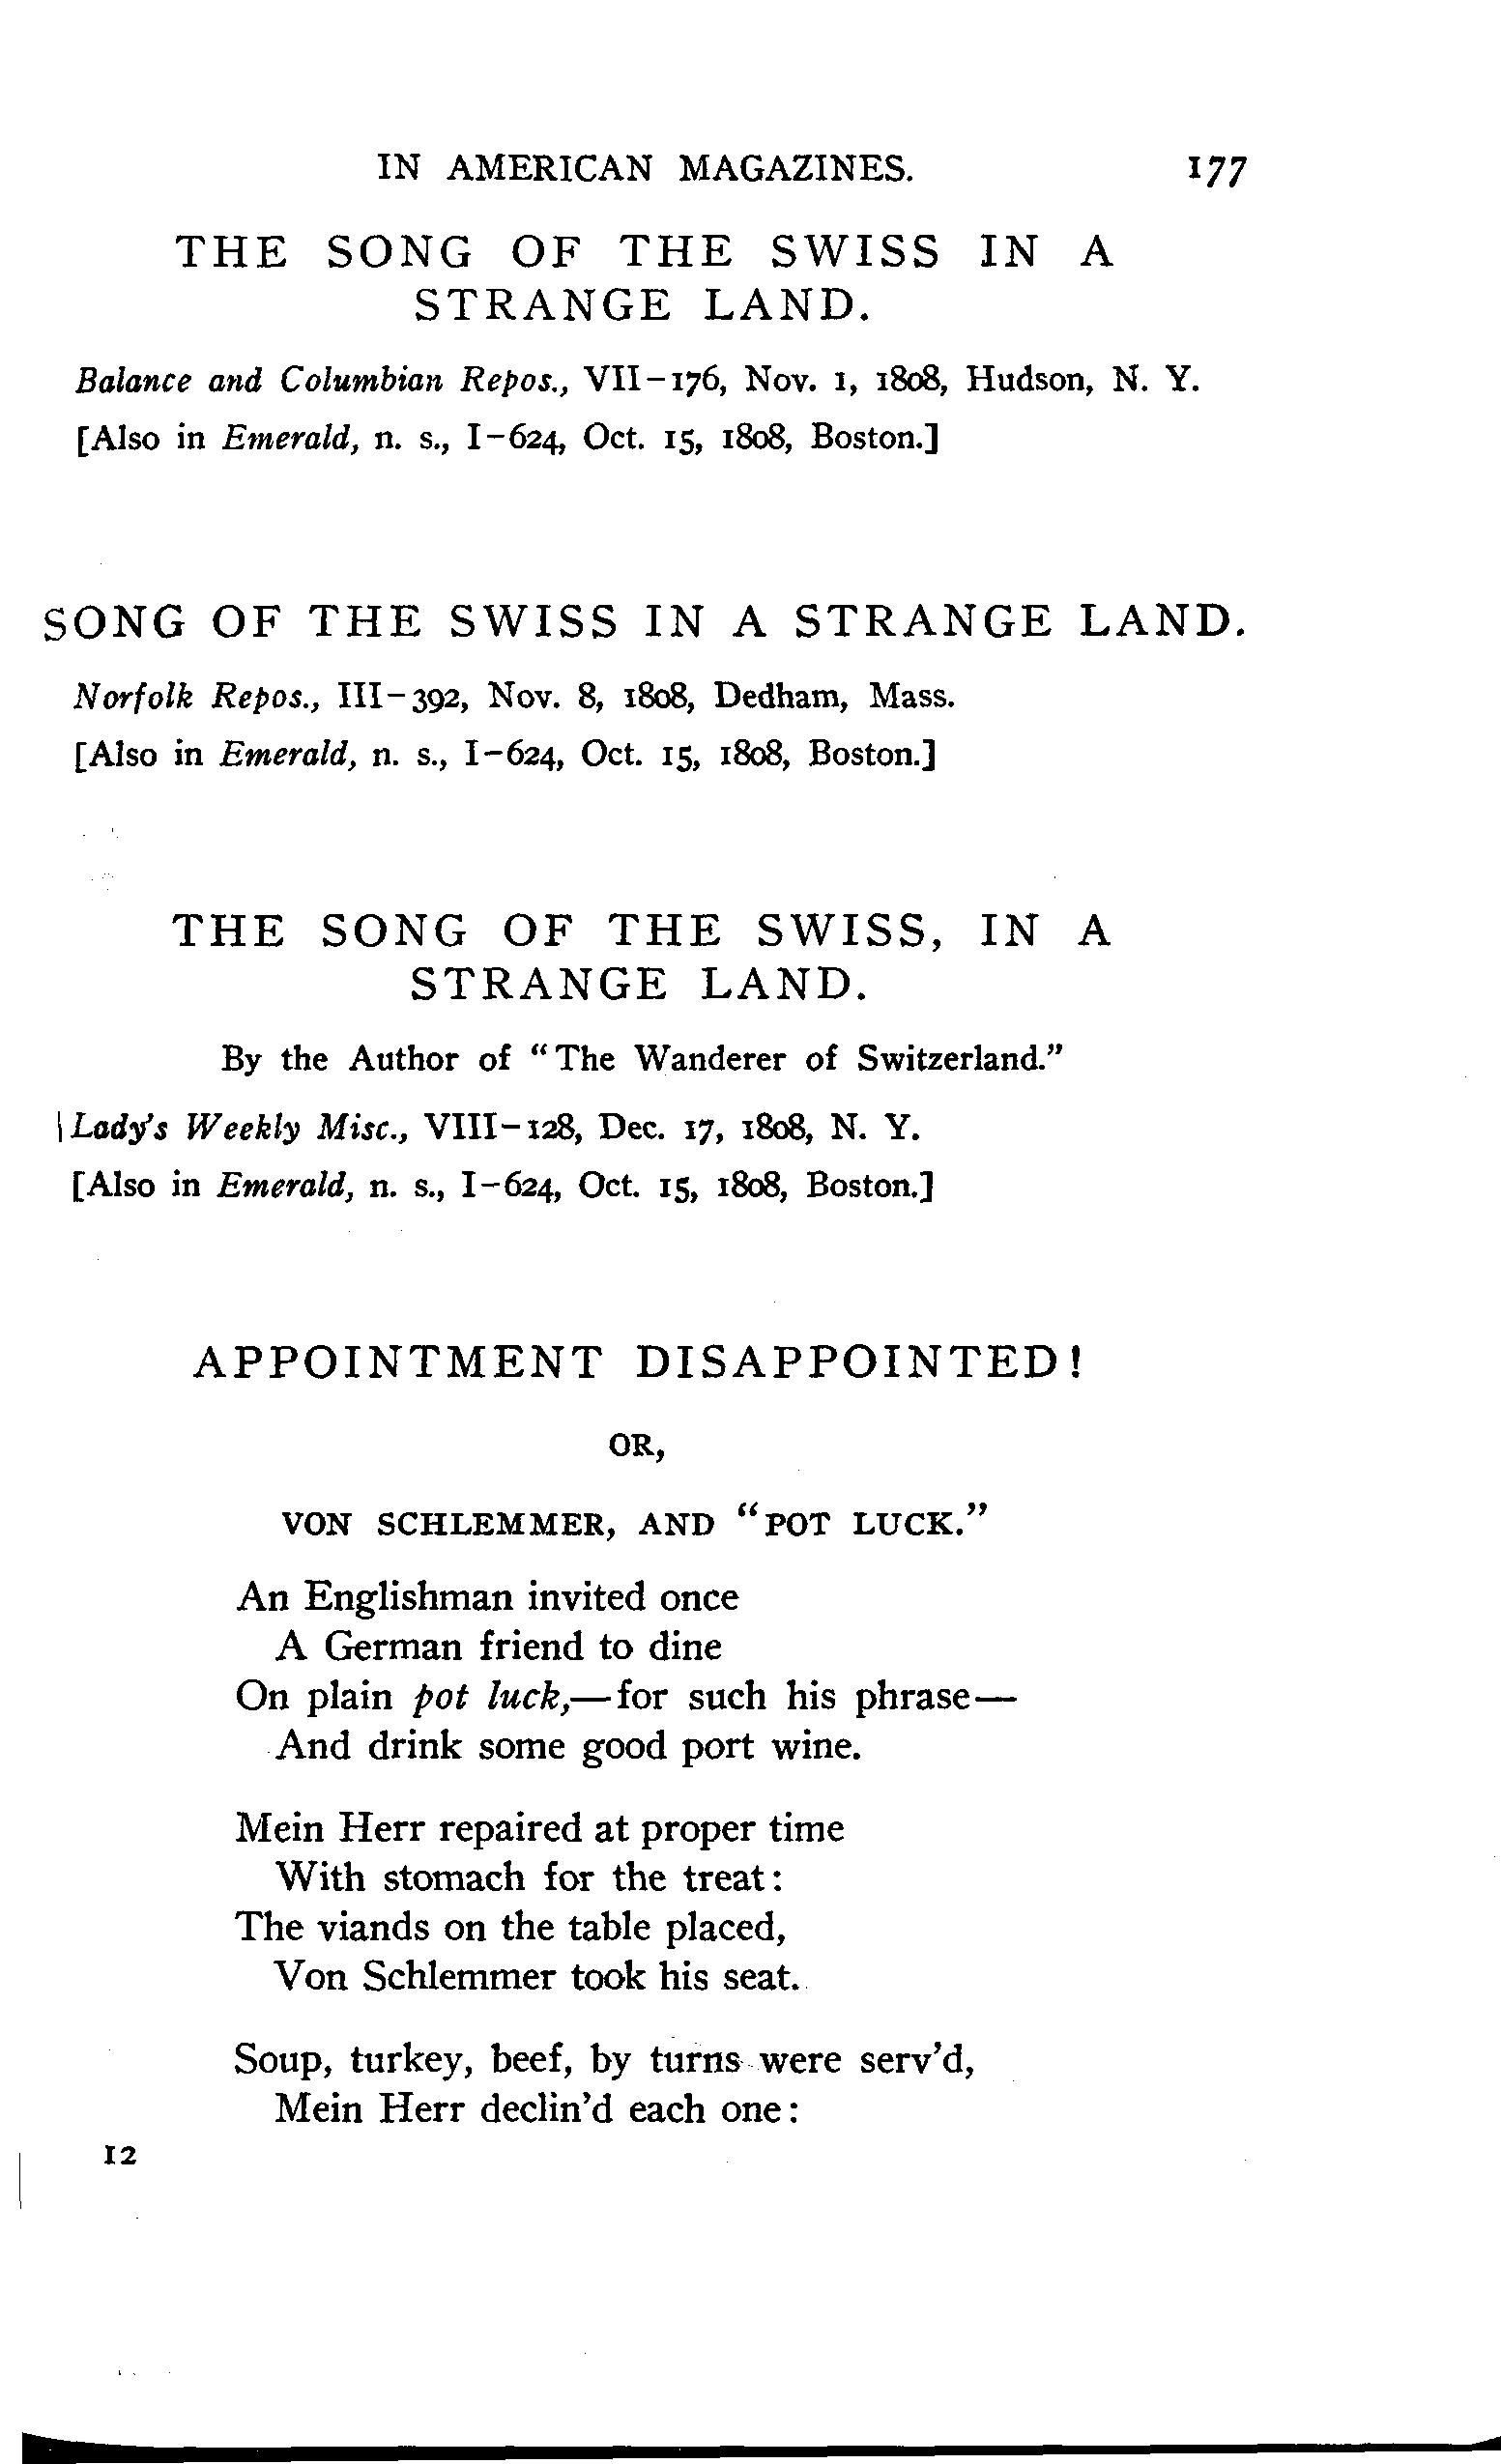 IN AMERICAN MAGAZINES. 177
THE SONG OF THE SWISS IN A
STRANGE LAND.
Balance and Columbian Repos., VII-176, Nov. 1, 1808, Hudson, N. Y.
[Also in Emerald, n. s., I-624, Oct. 15, 1808, Boston.]
SONG OF THE SWISS IN A STRANGE LAND.
Norfolk Repos., III-392, Nov. 8, 1808, Dedham, Mass.
[Also in Emerald, n. s., I-624, Oct. 15, 1808, Boston.]
THE SONG OF THE SWISS, IN A
STRANGE LAND.
By the Author of "The Wanderer of Switzerland."
Lady's Weekly Misc., VIII-128, Dec. 17, 1808, N. Y.
[Also in Emerald, n. s., I-624, Oct. 15, 1808, Boston.]
APPOINTMENT DISAPPOINTED!
OR,
VON SCHLEMMER, AND "POT LUCK."
An Englishman invited once
A German friend to dine
On plain pot luck,—for such his phrase—
And drink some good port wine.
Mein Herr repaired at proper time
With stomach for the treat:
The viands on the table placed,
Von Schlemmer took his seat.
Soup, turkey, beef, by turns were serv'd,
Mein Herr declin'd each one:
12